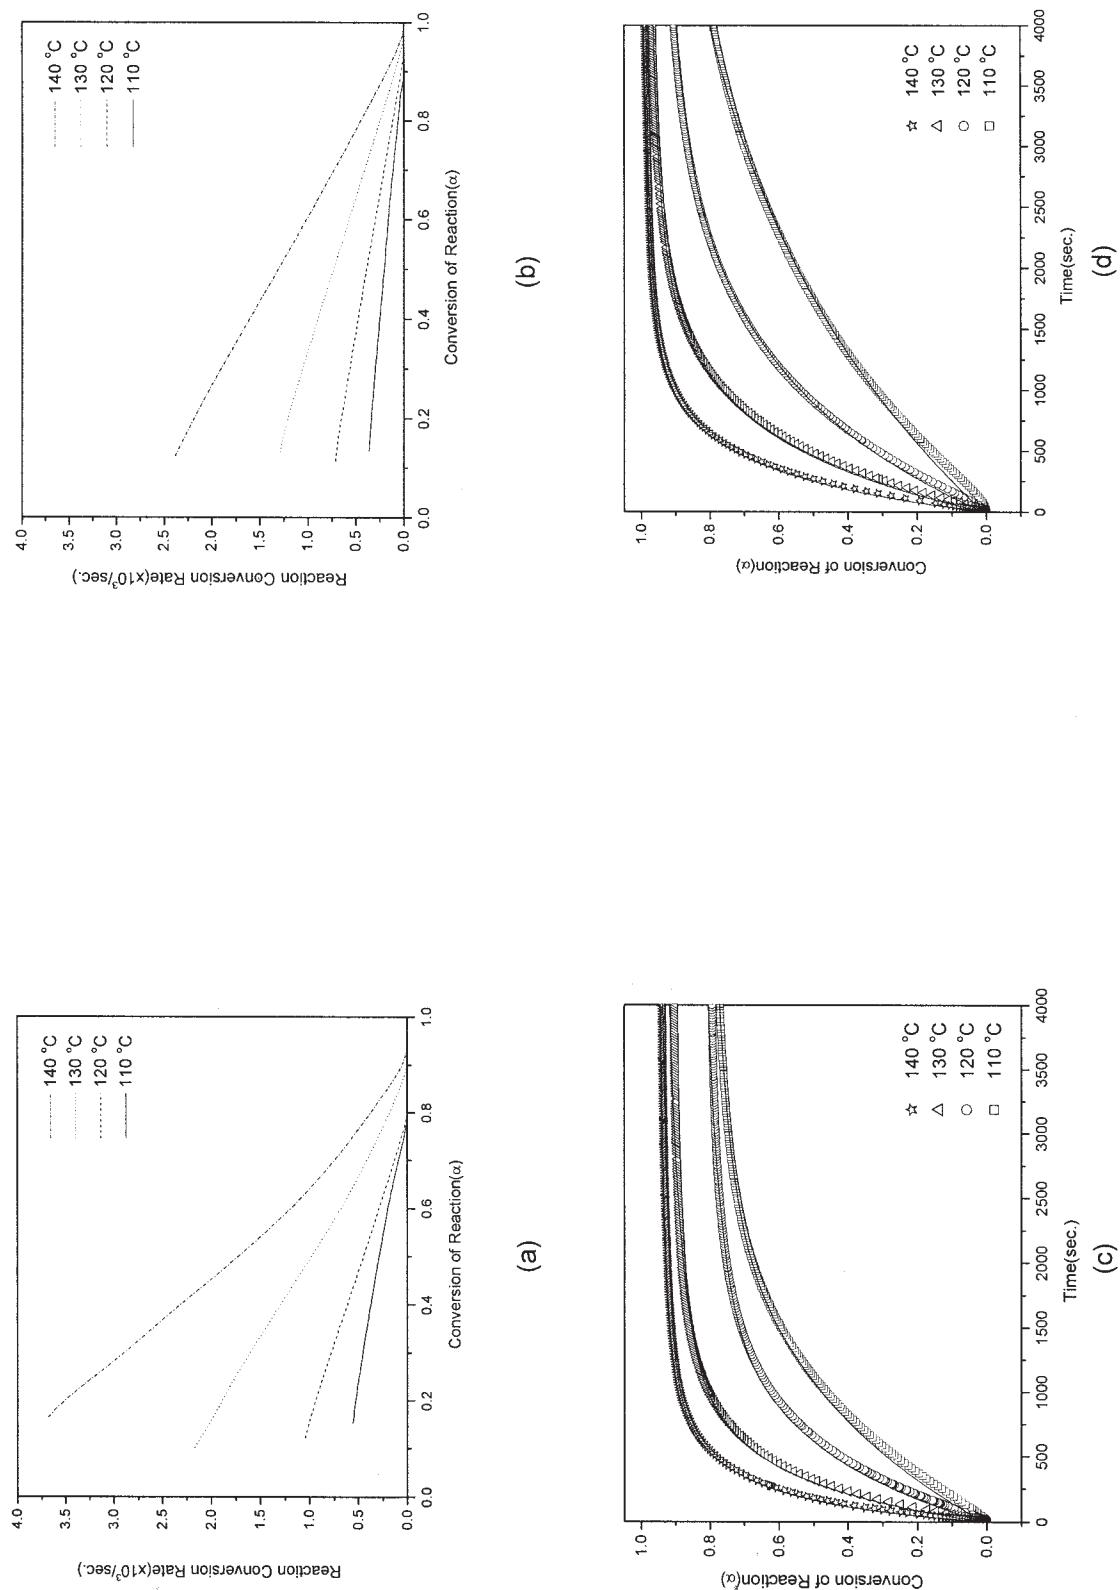 Reaction Conversion Rate(x10³/sec.)
4.0
3.5
3.0
2.5
2.0
1.5
1.0
0.5
0.0
140 °C
130 °C
120 °C
110 °C
0.0
0.2
0.4
0.6
0.8
1.0
Conversion of Reaction(α)
(a)
Reaction Conversion Rate(x10³/sec.)
4.0
3.5
3.0
2.5
2.0
1.5
1.0
0.5
0.0
140 °C
130 °C
120 °C
110 °C
0.0
0.2
0.4
0.6
0.8
1.0
Conversion of Reaction(α)
(b)
Conversion of Reaction(α)
1.0
0.8
0.6
0.4
0.2
0.0
140 °C
130 °C
120 °C
110 °C
0
500
1000
1500
2000
2500
3000
3500
4000
Time(sec.)
(c)
Conversion of Reaction(α)
1.0
0.8
0.6
0.4
0.2
0.0
140 °C
130 °C
120 °C
110 °C
0
500
1000
1500
2000
2500
3000
3500
4000
Time(sec.)
(d)